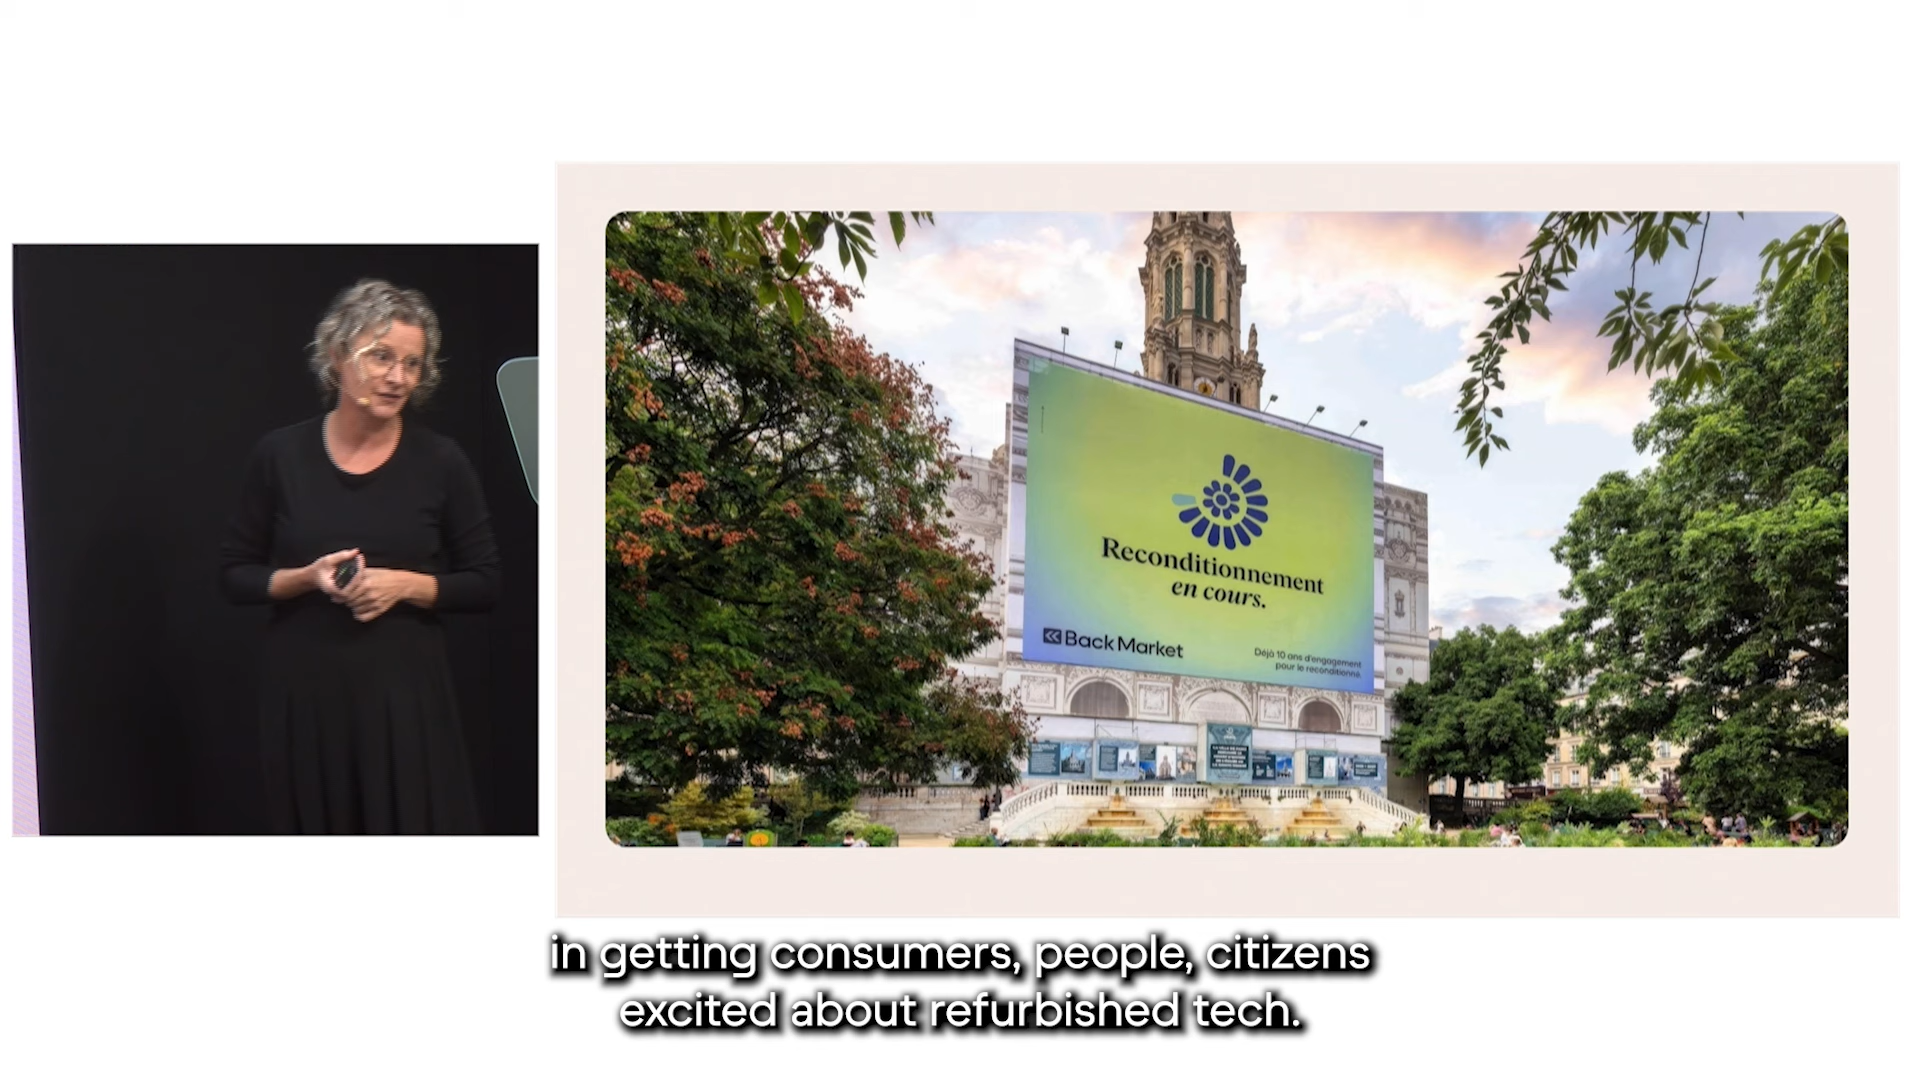 Reconditionnement
en cours.
Back Market
Déjà 10 ans d'engagement
pour le reconditionné.
in getting consumers, people, citizens
excited about refurbished tech.